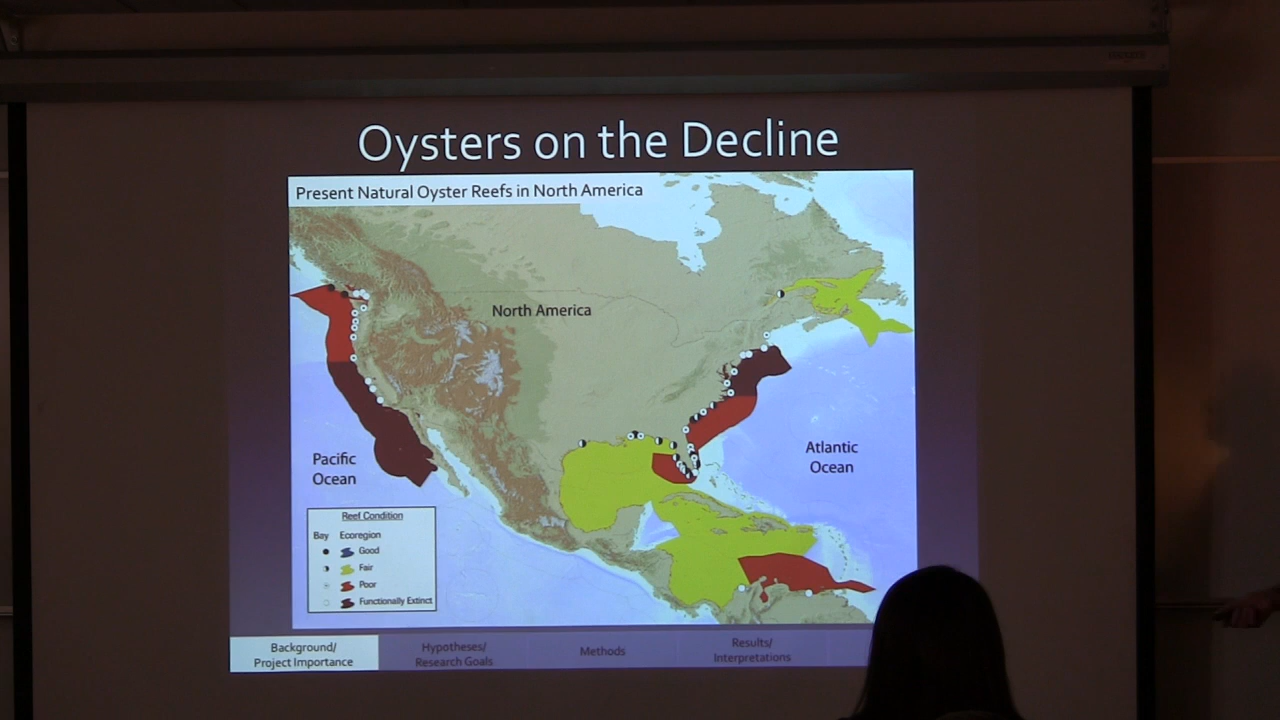 Oysters on the Decline
Present Natural Oyster Reefs in North America
North America
Pacific
Ocean
Atlantic
Ocean
Reef Condition
Bay Ecoregion
Good
Fair
Poor
Functionally Extinct
Background/
Project Importance
Hypotheses/
Research Goals
Methods
Results/
Interpretations